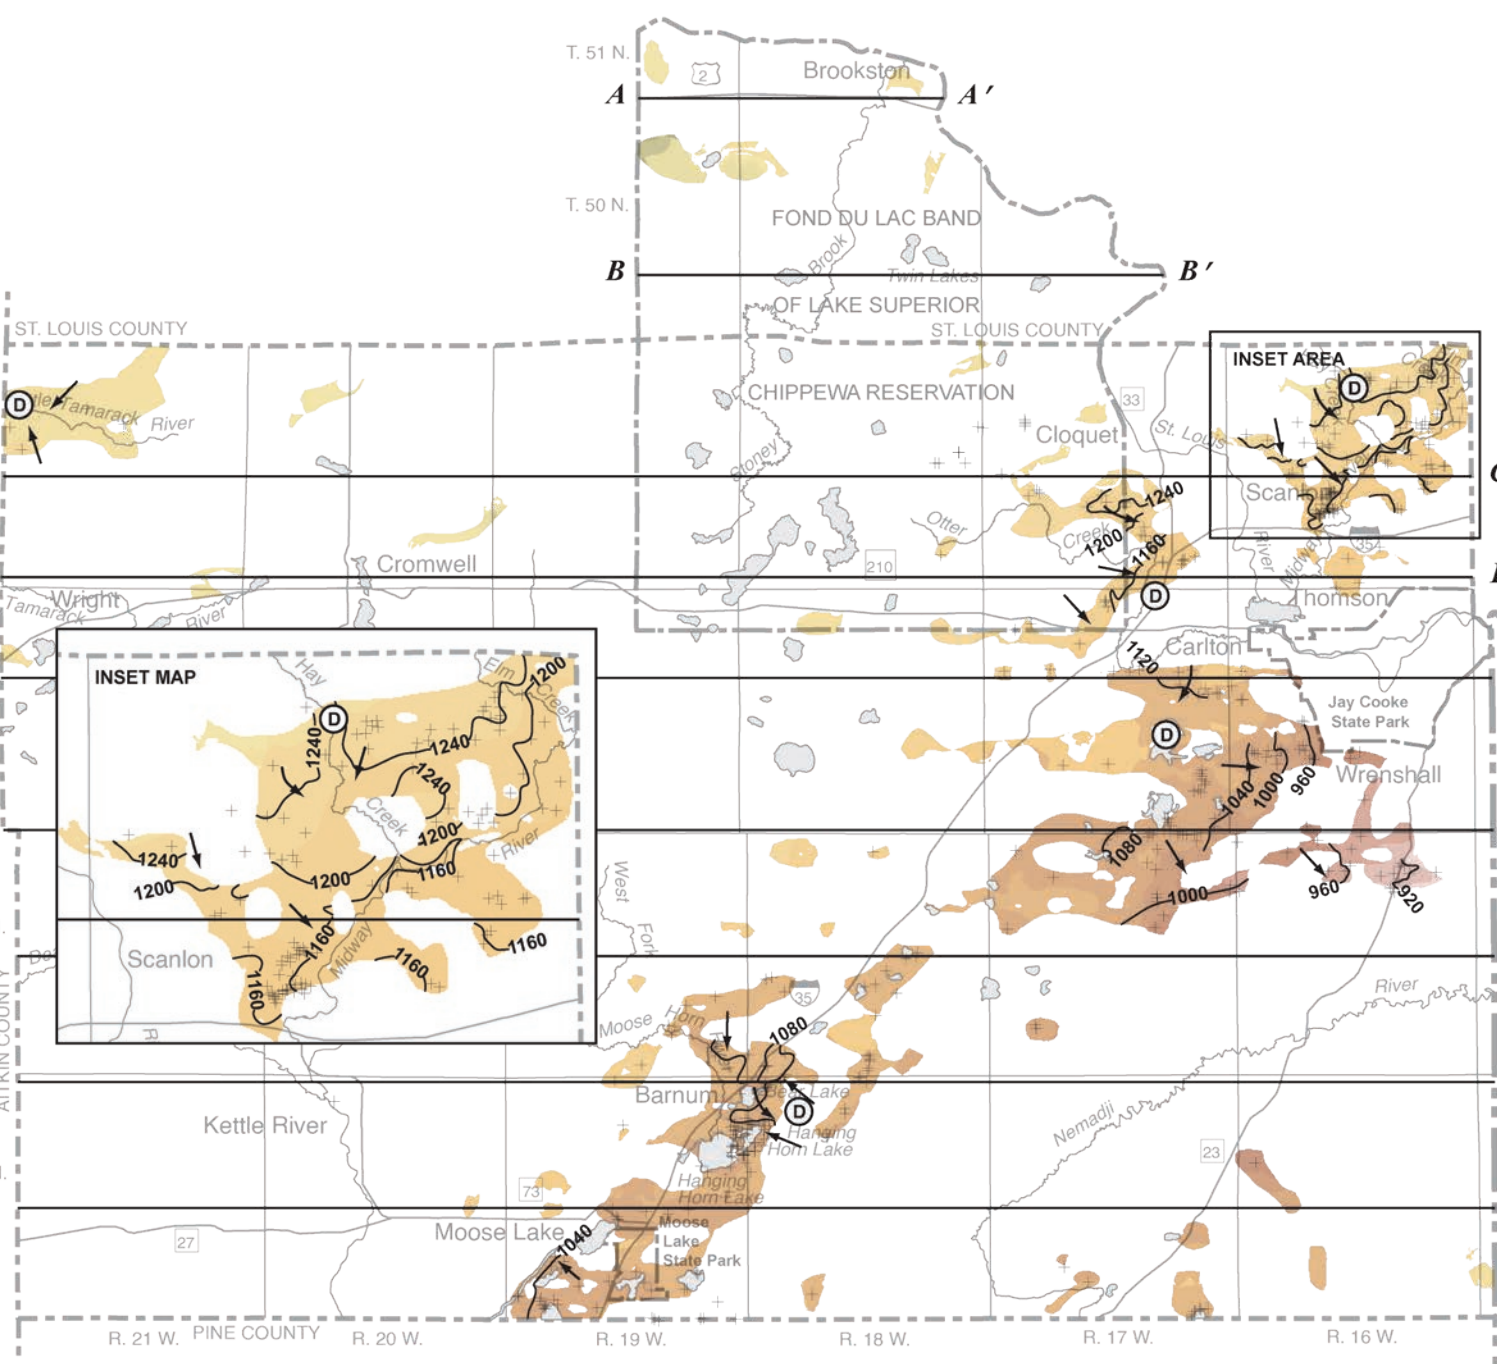 T. 51 N.
2
Brookston
A
A′
T. 50 N.
FOND DU LAC BAND
Brook
B
Twin Lakes
B′
OF LAKE SUPERIOR
ST. LOUIS COUNTY
ST. LOUIS COUNTY
INSET AREA
D
D
Tamarack
River
CHIPPEWA RESERVATION
33
Cloquet
St. Louis
Stoney
Scanlon
1240
Otter
Creek
1200
1160
River
Midway
Cromwell
210
Wright
Tamarack
River
D
Thomson
1120
Carlton
INSET MAP
Hay
Elm
Creek
1200
D
1240
1240
1240
Creek
1200
River
1240
1200
1200
1160
Scanlon
1160
Midway
1160
1160
1160
R
Jay Cooke
State Park
D
Wrenshall
1040
1000
960
1080
1000
960
920
West
Fork
35
River
Moose
Horn
1080
Barnum
Bear Lake
D
Hanging
Horn Lake
Kettle River
Nemadji
23
Hanging
Horn Lake
73
27
Moose Lake
Moose
Lake
State Park
1040
AITKIN COUNTY
R. 21 W.
PINE COUNTY
R. 20 W.
R. 19 W.
R. 18 W.
R. 17 W.
R. 16 W.